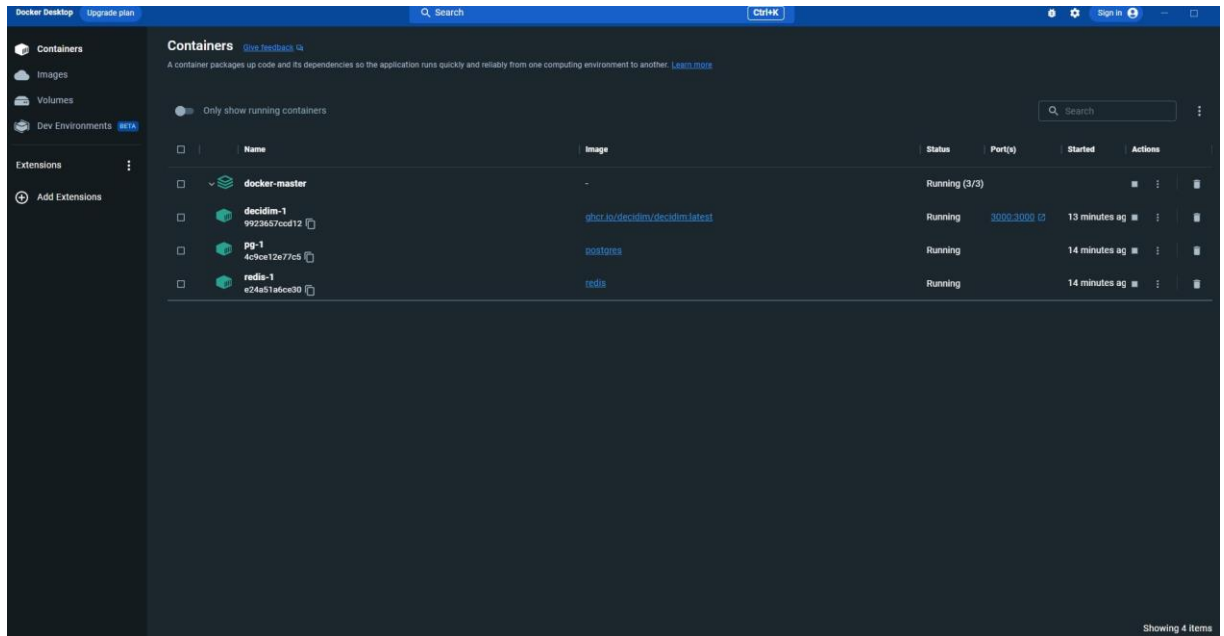 Docker Desktop Upgrade plan Search Ctrl+K Sign in
Containers
Images
Volumes
Dev Environments BETA
Extensions
Add Extensions
Containers Give feedback
A container packages up code and its dependencies so the application runs quickly and reliably from one computing environment to another. Learn more
Only show running containers Search
Name Image Status Port(s) Started Actions
docker-master - Running (3/3)
decidim-1 ghcr.io/decidim/decidim:latest Running 3000:3000 13 minutes ag
9923657ccd12
pg-1 postgres Running 14 minutes ag
4c9ce12e77c5
redis-1 redis Running 14 minutes ag
e24a51a6ce30
Showing 4 items